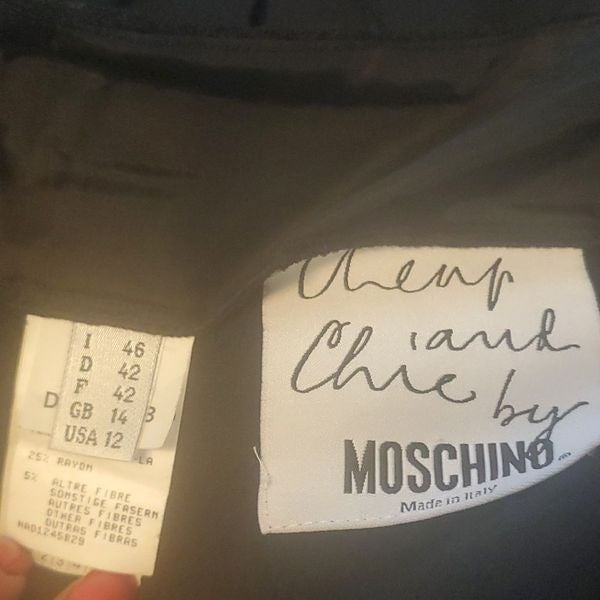 I 46
D 42
F 42
GB 14
USA 12
25% RAYON
5% ALTRE FIBRE
SONSTIGE FASERN
AUTRES FIBRES
OTHER FIBRES
OUTRAS FIBRAS
Cheap
and
Chic
by
MOSCHINO
Made in Italy